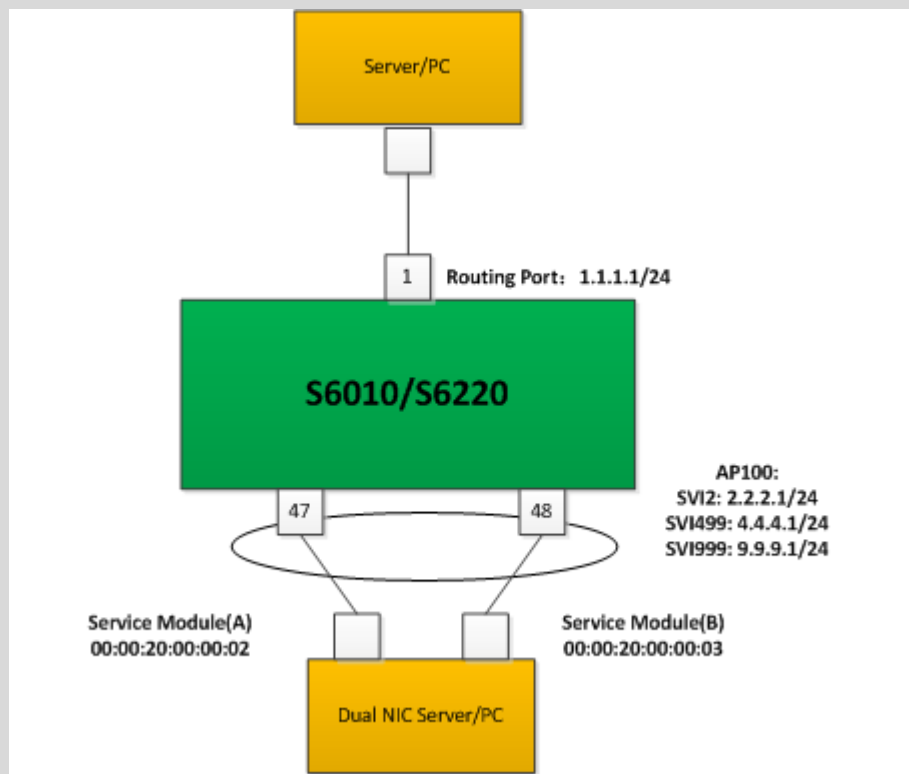 Server/PC
1
Routing Port：1.1.1.1/24
S6010/S6220
AP100:
47
48
SVI2: 2.2.2.1/24
SVI499: 4.4.4.1/24
SVI999: 9.9.9.1/24
Service Module(A)
00:00:20:00:00:02
Service Module(B)
00:00:20:00:00:03
Dual NIC Server/PC